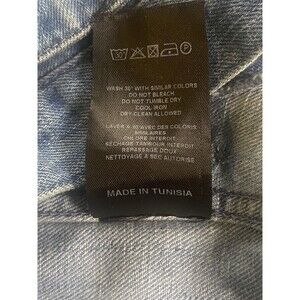 WASH 30° WITH SIMILAR COLORS
DO NOT BLEACH
DO NOT TUMBLE DRY
COOL IRON
DRY CLEAN ALLOWED
LAVER A 30 AVEC DES COLORIS
SIMILAIRES
CHLORE INTERDIT
SÉCHAGE TAMBOUR INTERDIT
REPASSAGE DOUX
NETTOYAGE A SEC AUTORISE
MADE IN TUNISIA